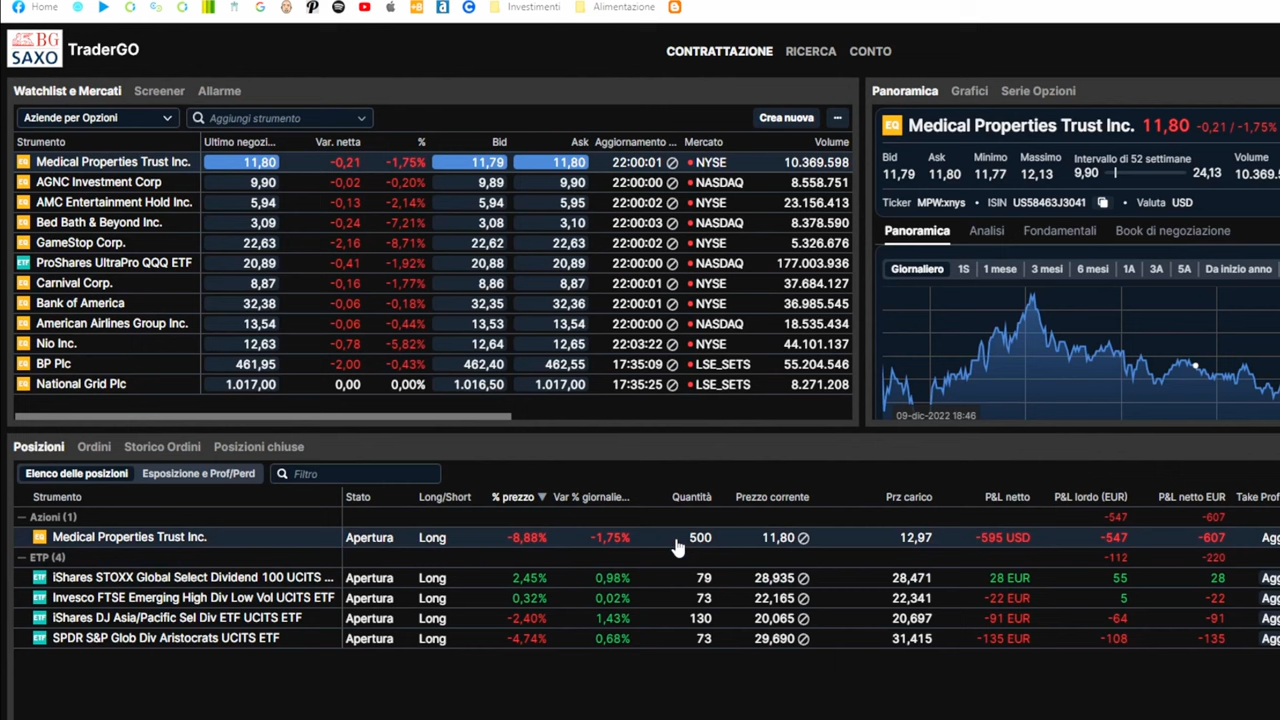 Home Investimenti Alimentazione
BG SAXO TraderGO CONTRATTAZIONE RICERCA CONTO
Watchlist e Mercati Screener Allarme
Aziende per Opzioni Aggiungi strumento Crea nuova ...
Strumento Ultimo negozi... Var. netta % Bid Ask Aggiornamento ... Mercato Volume
EQ Medical Properties Trust Inc. 11,80 -0,21 -1,75% 11,79 11,80 22:00:01 NYSE 10.369.598
EQ AGNC Investment Corp 9,90 -0,02 -0,20% 9,89 9,90 22:00:00 NASDAQ 8.558.751
EQ AMC Entertainment Hold Inc. 5,94 -0,13 -2,14% 5,94 5,95 22:00:02 NYSE 23.156.413
EQ Bed Bath & Beyond Inc. 3,09 -0,24 -7,21% 3,08 3,10 22:00:03 NASDAQ 8.378.590
EQ GameStop Corp. 22,63 -2,16 -8,71% 22,62 22,63 22:00:02 NYSE 5.326.676
ETF ProShares UltraPro QQQ ETF 20,89 -0,41 -1,92% 20,88 20,89 22:00:00 NASDAQ 177.003.936
EQ Carnival Corp. 8,87 -0,16 -1,77% 8,86 8,87 22:00:01 NYSE 37.684.127
EQ Bank of America 32,38 -0,06 -0,18% 32,35 32,36 22:00:01 NYSE 36.985.545
EQ American Airlines Group Inc. 13,54 -0,06 -0,44% 13,53 13,54 22:00:00 NASDAQ 18.535.434
EQ Nio Inc. 12,63 -0,78 -5,82% 12,64 12,65 22:03:22 NYSE 44.101.137
EQ BP Plc 461,95 -2,00 -0,43% 462,40 462,55 17:35:09 LSE_SETS 55.204.546
EQ National Grid Plc 1.017,00 0,00 0,00% 1.016,50 1.017,00 17:35:25 LSE_SETS 8.271.208
Panoramica Grafici Serie Opzioni
EQ Medical Properties Trust Inc. 11,80 -0,21 / -1,75%
Bid Ask Minimo Massimo Intervallo di 52 settimane Volume
11,79 11,80 11,77 12,13 9,90 24,13 10.369.5
Ticker MPW:xnys • ISIN US58463J3041 • Valuta USD
Panoramica Analisi Fondamentali Book di negoziazione
Giornaliero 1S 1 mese 3 mesi 6 mesi 1A 3A 5A Da inizio anno
09-dic-2022 18:46
Posizioni Ordini Storico Ordini Posizioni chiuse
Elenco delle posizioni Esposizione e Prof/Perd Filtro
Strumento Stato Long/Short % prezzo Var % giornalie... Quantità Prezzo corrente Prz carico P&L netto P&L lordo (EUR) P&L netto EUR Take Prof
Azioni (1) -547 -607
EQ Medical Properties Trust Inc. Apertura Long -8,88% -1,75% 500 11,80 12,97 -595 USD -547 -607 Agg
ETP (4) -112 -220
ETF iShares STOXX Global Select Dividend 100 UCITS ... Apertura Long 2,45% 0,98% 79 28,935 28,471 28 EUR 55 28 Agg
ETF Invesco FTSE Emerging High Div Low Vol UCITS ETF Apertura Long 0,32% 0,02% 73 22,165 22,341 -22 EUR 5 -22 Agg
ETF iShares DJ Asia/Pacific Sel Div ETF UCITS ETF Apertura Long -2,40% 1,43% 130 20,065 20,697 -91 EUR -64 -91 Agg
ETF SPDR S&P Glob Div Aristocrats UCITS ETF Apertura Long -4,74% 0,68% 73 29,690 31,415 -135 EUR -108 -135 Agg